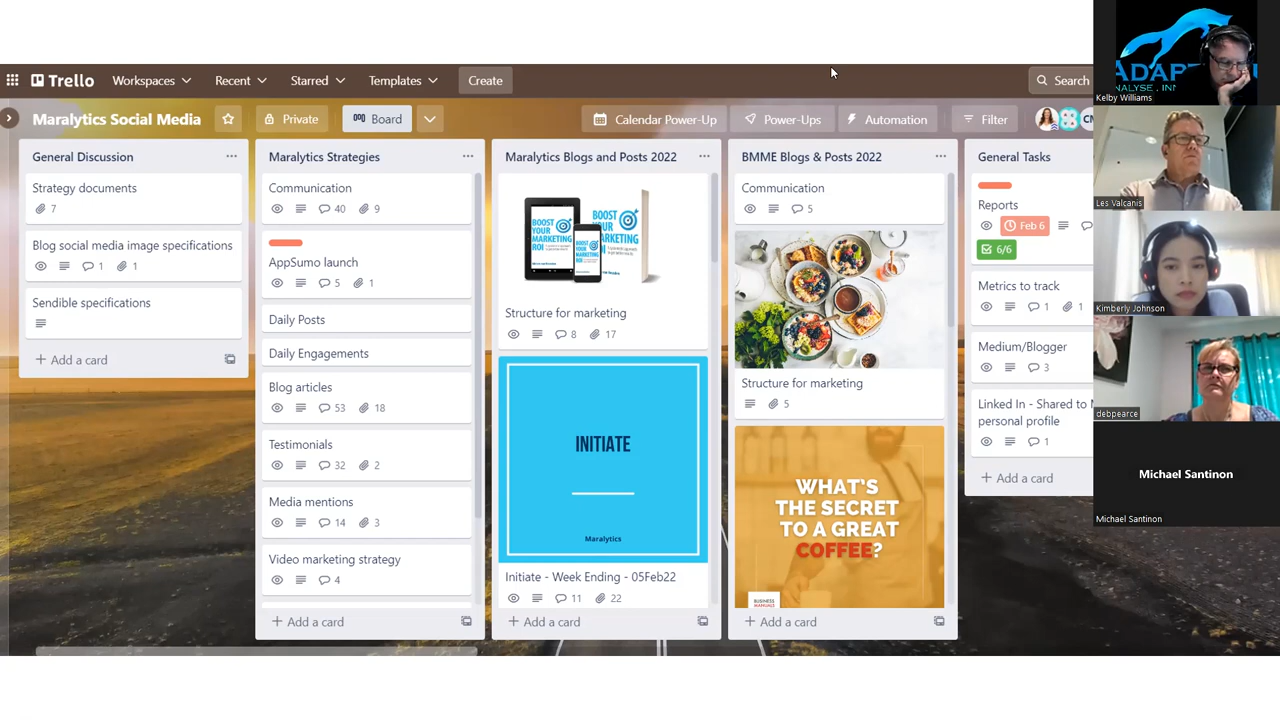 Trello
Workspaces
Recent
Starred
Templates
Create
Search
Maralytics Social Media
Private
Board
Calendar Power-Up
Power-Ups
Automation
Filter
CM
General Discussion
Strategy documents
7
Blog social media image specifications
1 1
Sendible specifications
+ Add a card
Maralytics Strategies
Communication
40 9
AppSumo launch
5 1
Daily Posts
Daily Engagements
Blog articles
53 18
Testimonials
32 2
Media mentions
14 3
Video marketing strategy
4
+ Add a card
Maralytics Blogs and Posts 2022
BOOST
YOUR
MARKETING
ROI
Structure for marketing
8 17
INITIATE
Maralytics
Initiate - Week Ending - 05Feb22
11 22
+ Add a card
BMME Blogs & Posts 2022
Communication
5
Structure for marketing
5
WHAT'S
THE SECRET
TO A GREAT
COFFEE?
BUSINESS
MANUALS
+ Add a card
General Tasks
Reports
Feb 6
6/6
Metrics to track
1 1
Medium/Blogger
3
Linked In - Shared to
personal profile
1
+ Add a card
ADAPT
ANALYSE. INN
Kelby Williams
Les Valcanis
Kimberly Johnson
debpearce
Michael Santinon
Michael Santinon